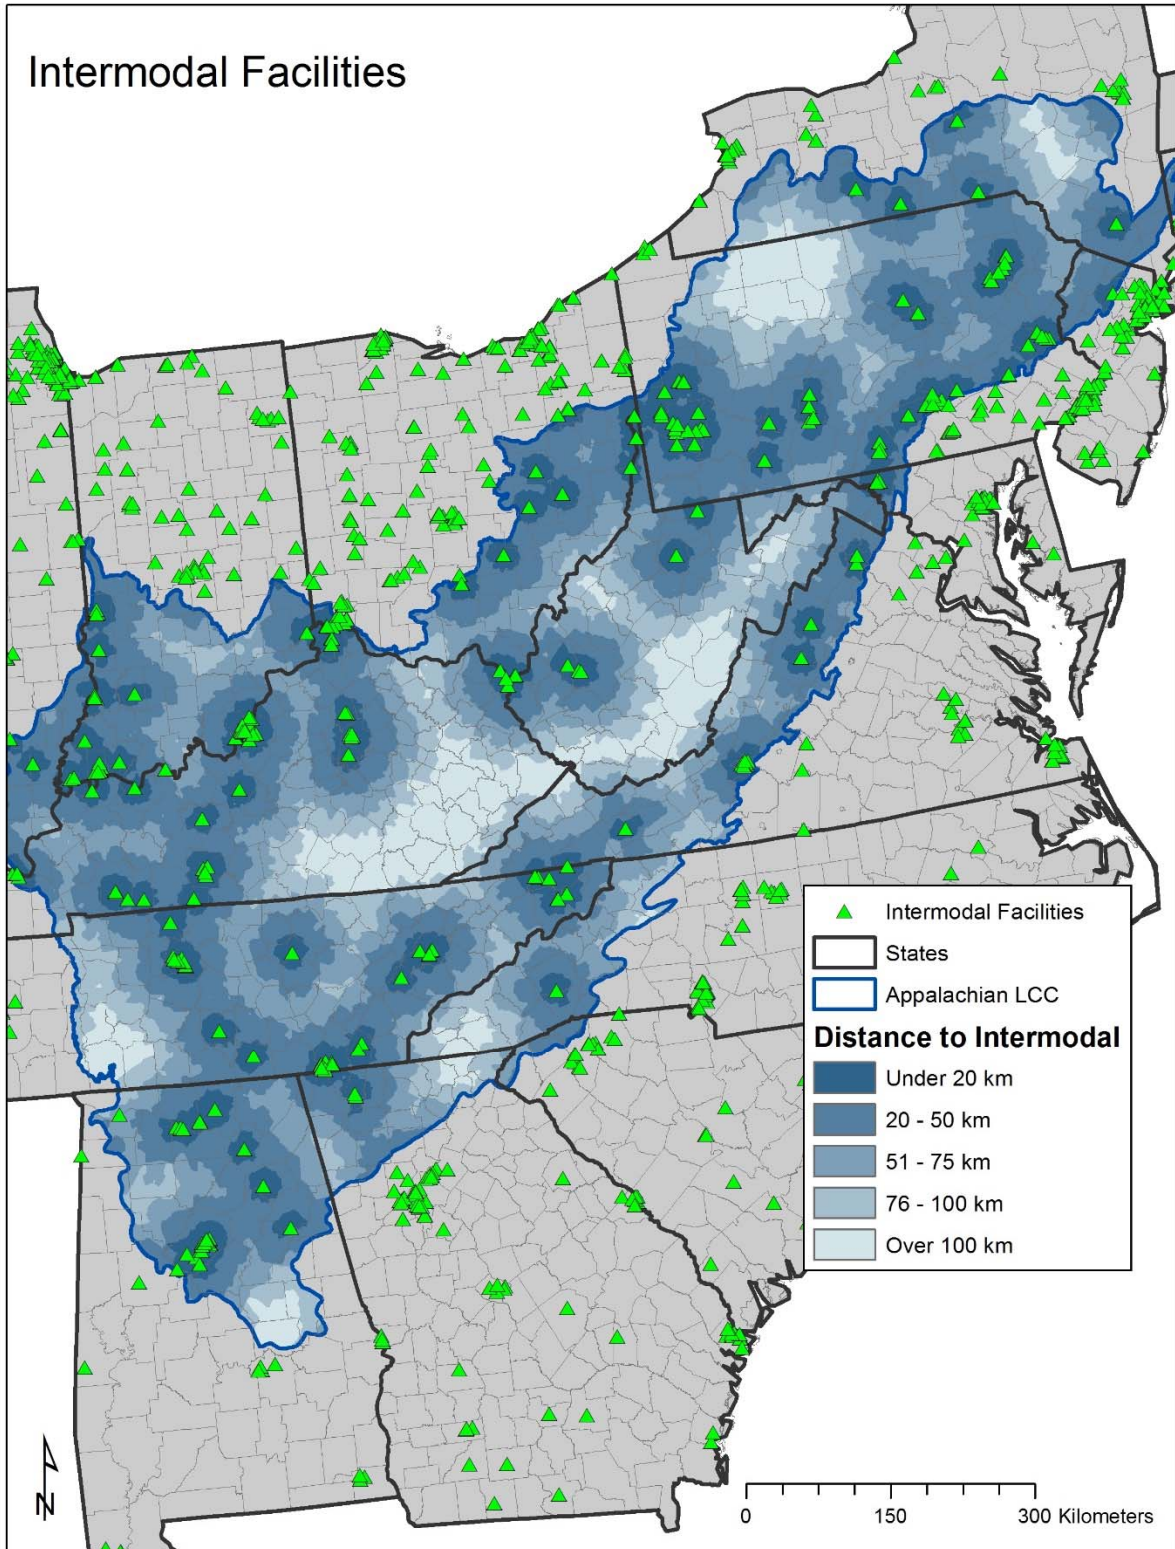 Intermodal Facilities
Intermodal Facilities
States
Appalachian LCC
Distance to Intermodal
Under 20 km
20 - 50 km
51 - 75 km
76 - 100 km
Over 100 km
N
0 150 300 Kilometers